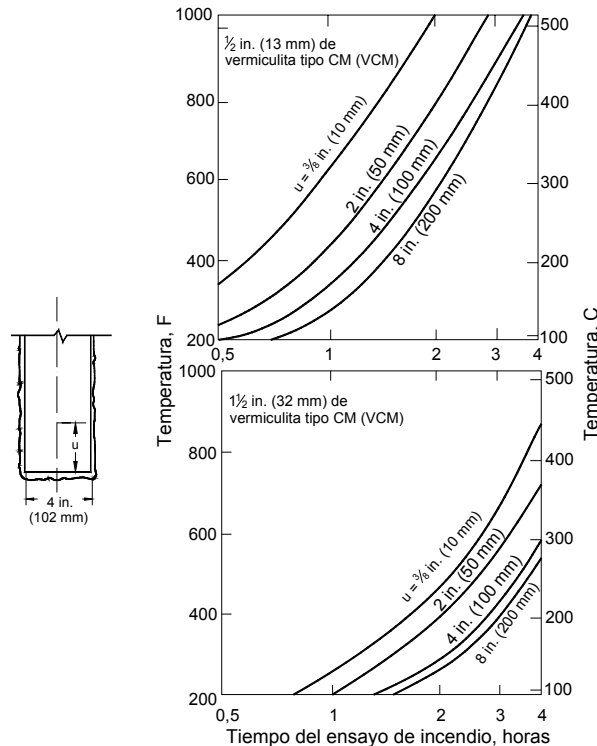 1000
800
600
400
200
½ in. (13 mm) de
vermiculita tipo CM (VCM)
u = ⅜ in. (10 mm)
2 in. (50 mm)
4 in. (100 mm)
8 in. (200 mm)
500
400
300
200
100
0,5
1
2
3
4
Temperatura, F
Temperatura, C
u
4 in.
(102 mm)
1000
800
600
400
200
1½ in. (32 mm) de
vermiculita tipo CM (VCM)
u = ⅜ in. (10 mm)
2 in. (50 mm)
4 in. (100 mm)
8 in. (200 mm)
500
400
300
200
100
0,5
1
2
3
4
Tiempo del ensayo de incendio, horas